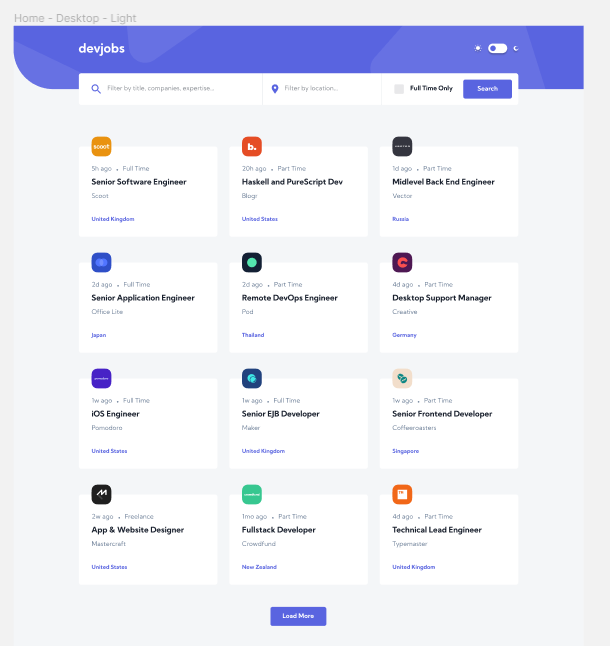 Home - Desktop - Light
devjobs
Filter by title, companies, expertise...
Filter by location...
Full Time Only
Search
scoot
5h ago • Full Time
Senior Software Engineer
Scoot
United Kingdom
b.
20h ago • Part Time
Haskell and PureScript Dev
Blogr
United States
1d ago • Part Time
Midlevel Back End Engineer
Vector
Russia
2d ago • Full Time
Senior Application Engineer
Office Lite
Japan
2d ago • Part Time
Remote DevOps Engineer
Pod
Thailand
4d ago • Part Time
Desktop Support Manager
Creative
Germany
1w ago • Full Time
iOS Engineer
Pomodoro
United States
1w ago • Full Time
Senior EJB Developer
Maker
United Kingdom
1w ago • Part Time
Senior Frontend Developer
Coffeeroasters
Singapore
2w ago • Freelance
App & Website Designer
Mastercraft
United States
1mo ago • Part Time
Fullstack Developer
Crowdfund
New Zealand
4d ago • Part Time
Technical Lead Engineer
Typemaster
United Kingdom
Load More